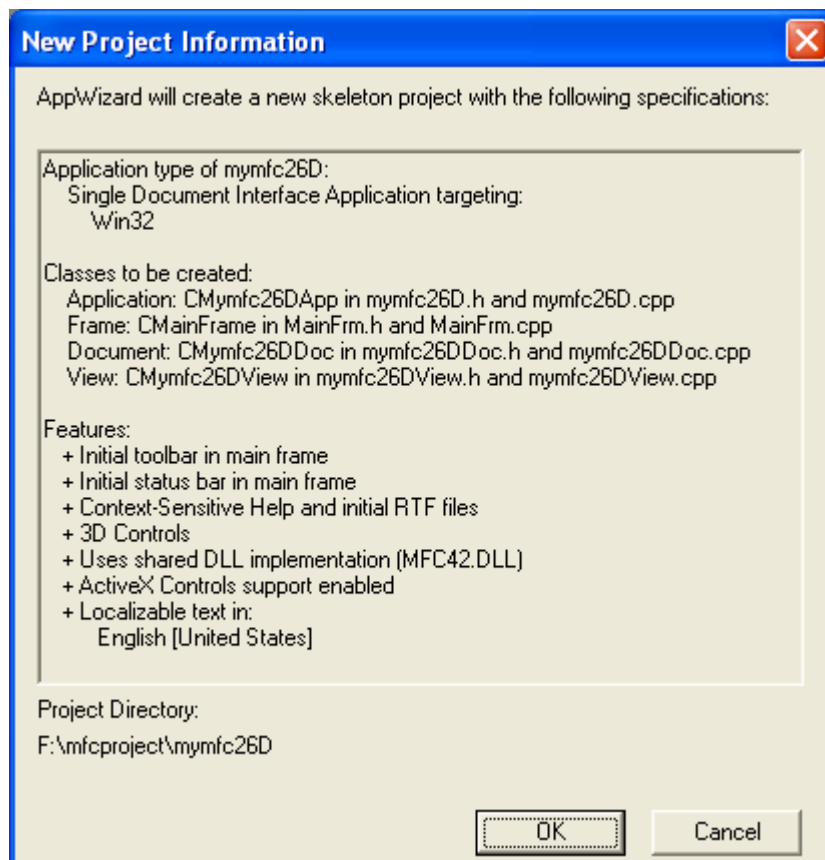 New Project Information
AppWizard will create a new skeleton project with the following specifications:
Application type of mymfc26D:
Single Document Interface Application targeting:
Win32
Classes to be created:
Application: CMymfc26DApp in mymfc26D.h and mymfc26D.cpp
Frame: CMainFrame in MainFrm.h and MainFrm.cpp
Document: CMymfc26DDoc in mymfc26DDoc.h and mymfc26DDoc.cpp
View: CMymfc26DView in mymfc26DView.h and mymfc26DView.cpp
Features:
+ Initial toolbar in main frame
+ Initial status bar in main frame
+ Context-Sensitive Help and initial RTF files
+ 3D Controls
+ Uses shared DLL implementation (MFC42.DLL)
+ ActiveX Controls support enabled
+ Localizable text in:
English [United States]
Project Directory:
F:\mfcproject\mymfc26D
OK
Cancel